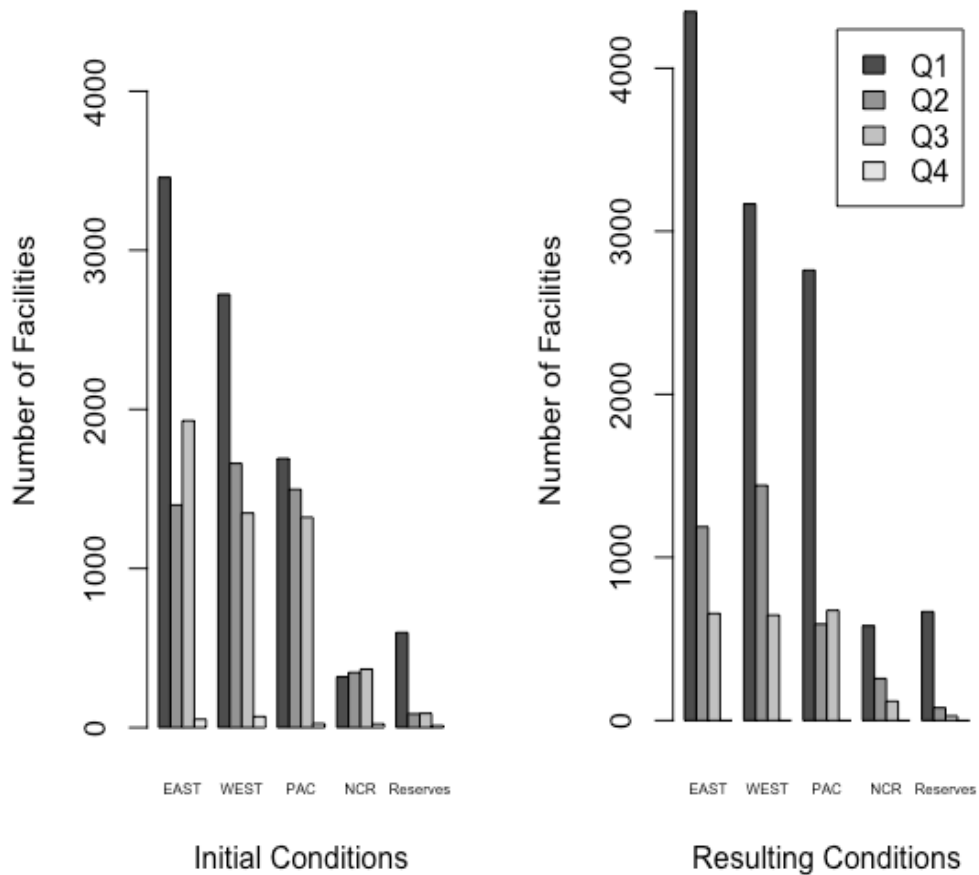 Number of Facilities
4000
3000
2000
1000
0
EAST WEST PAC NCR Reserves
Initial Conditions
Number of Facilities
4000
3000
2000
1000
0
EAST WEST PAC NCR Reserves
Resulting Conditions
Q1
Q2
Q3
Q4